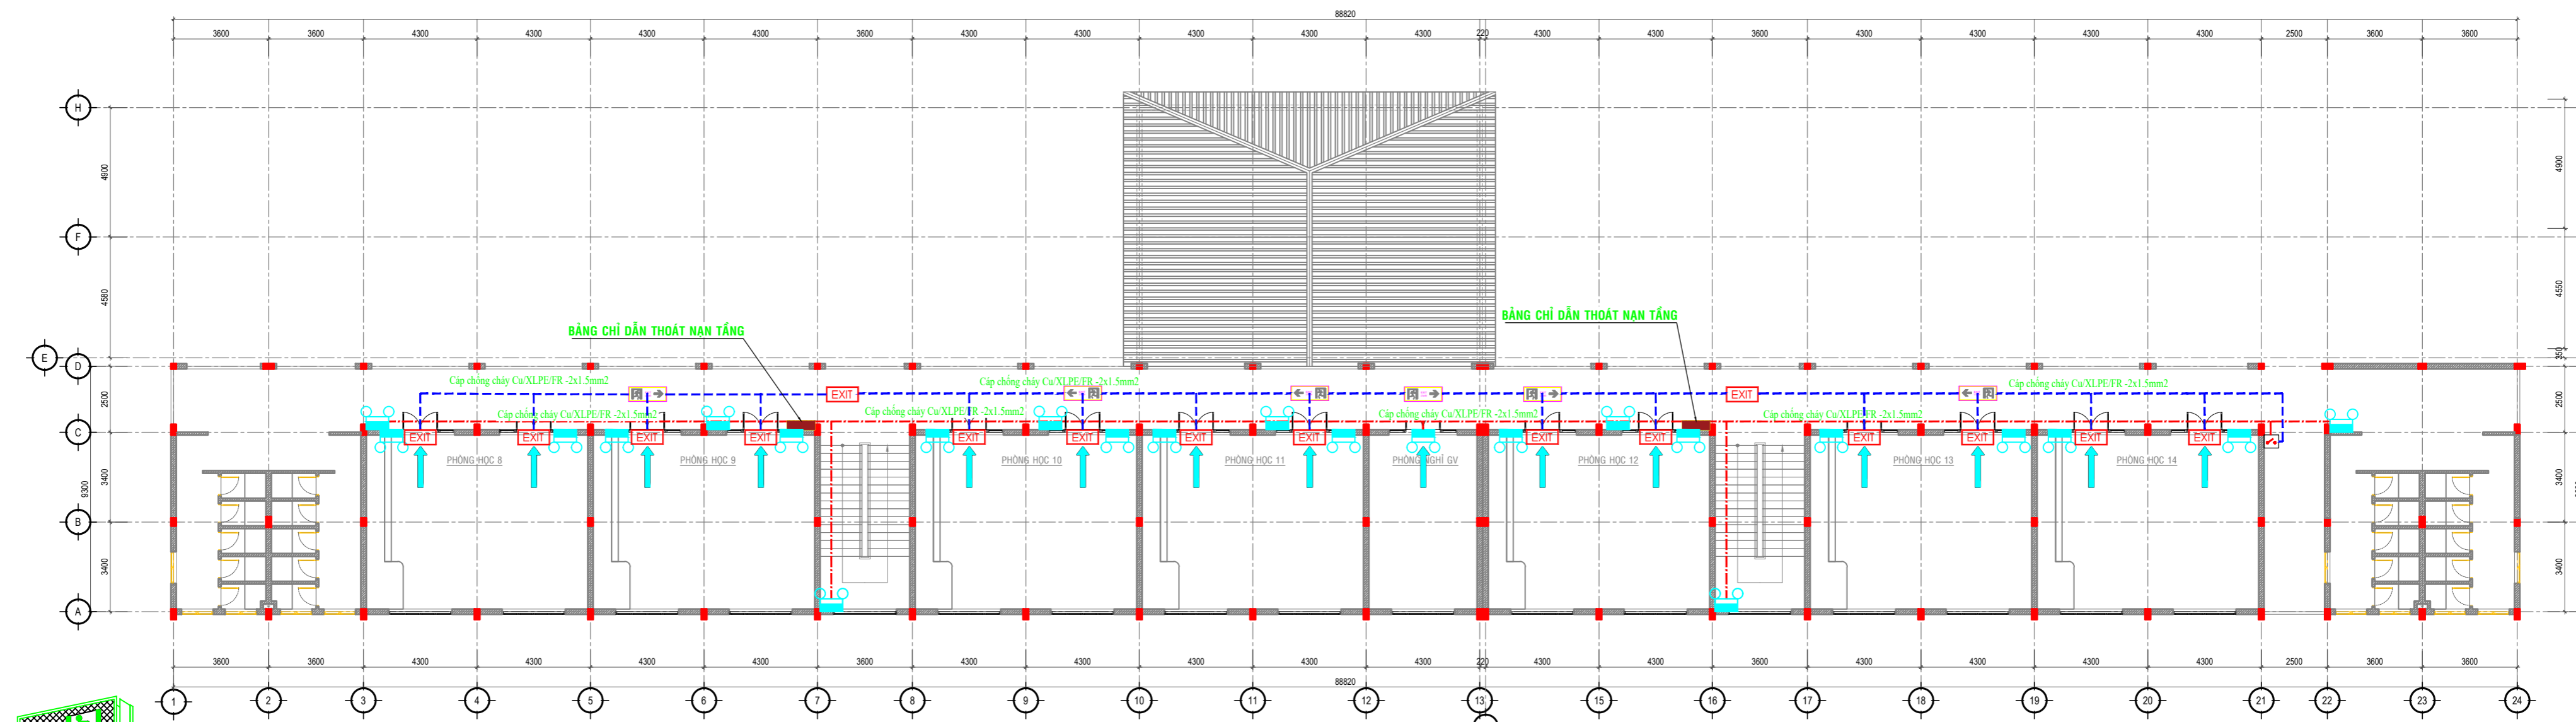 88820
3600 3600 4300 4300 4300 4300 3600 4300 4300 4300 4300 4300 220 4300 4300 3600 4300 4300 4300 4300 2500 3600 3600
H
4900 4900
F
4580 4550
BẢNG CHỈ DẪN THOÁT NẠN TẦNG BẢNG CHỈ DẪN THOÁT NẠN TẦNG
E
350
D
Cáp chống cháy Cu/XLPE/FR -2x1.5mm2 Cáp chống cháy Cu/XLPE/FR -2x1.5mm2 Cáp chống cháy Cu/XLPE/FR -2x1.5mm2
EXIT EXIT
2500 2500
Cáp chống cháy Cu/XLPE/FR -2x1.5mm2 Cáp chống cháy Cu/XLPE/FR -2x1.5mm2 Cáp chống cháy Cu/XLPE/FR -2x1.5mm2 Cáp chống cháy Cu/XLPE/FR -2x1.5mm2
C
EXIT EXIT EXIT EXIT EXIT EXIT EXIT EXIT EXIT EXIT EXIT EXIT EXIT EXIT
PHÒNG HỌC 8 PHÒNG HỌC 9 PHÒNG HỌC 10 PHÒNG HỌC 11 PHÒNG NGHỈ GV PHÒNG HỌC 12 PHÒNG HỌC 13 PHÒNG HỌC 14
3400 3400
9300
B
3400 3400
A
3600 3600 4300 4300 4300 4300 3600 4300 4300 4300 4300 4300 220 4300 4300 3600 4300 4300 4300 4300 2500 3600 3600
88820
1 2 3 4 5 6 7 8 9 10 11 12 13 15 16 17 18 19 20 21 22 23 24